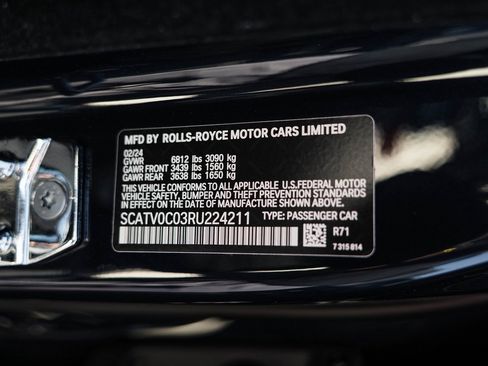 MFD BY ROLLS-ROYCE MOTOR CARS LIMITED
02/24
GVWR 6812 lbs 3090 kg
GAWR FRONT 3439 lbs 1560 kg
GAWR REAR 3638 lbs 1650 kg
THIS VEHICLE CONFORMS TO ALL APPLICABLE U.S.FEDERAL MOTOR
VEHICLE SAFETY, BUMPER AND THEFT PREVENTION STANDARDS
IN EFFECT ON THE DATE OF MANUFACTURE SHOWN ABOVE.
SCATV0C03RU224211 TYPE: PASSENGER CAR
R71
7 315 814